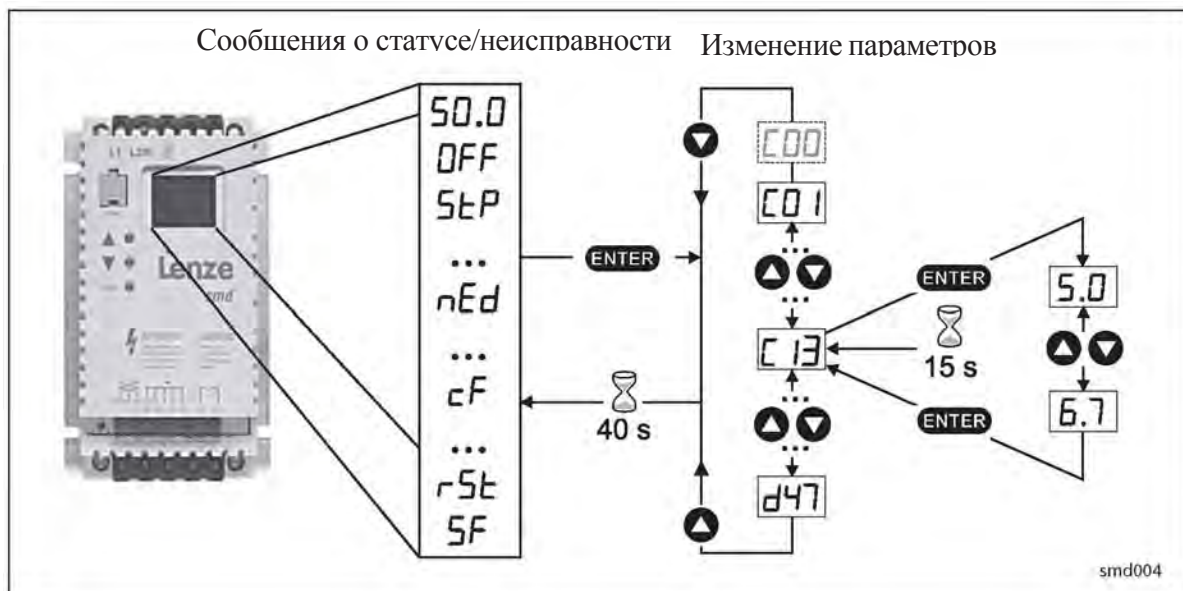 Сообщения о статусе/неисправности
Изменение параметров
50.0
OFF
StP
...
nEd
...
cF
...
rSt
SF
Lenze
smd
ENTER
40 s
C00
C01
...
...
C13
...
...
d47
ENTER
15 s
ENTER
5.0
6.7
smd004